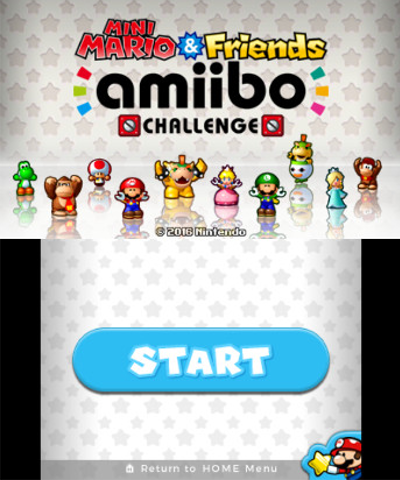 MINI
MARIO & Friends
amiibo
CHALLENGE
© 2016 Nintendo
START
Return to HOME Menu